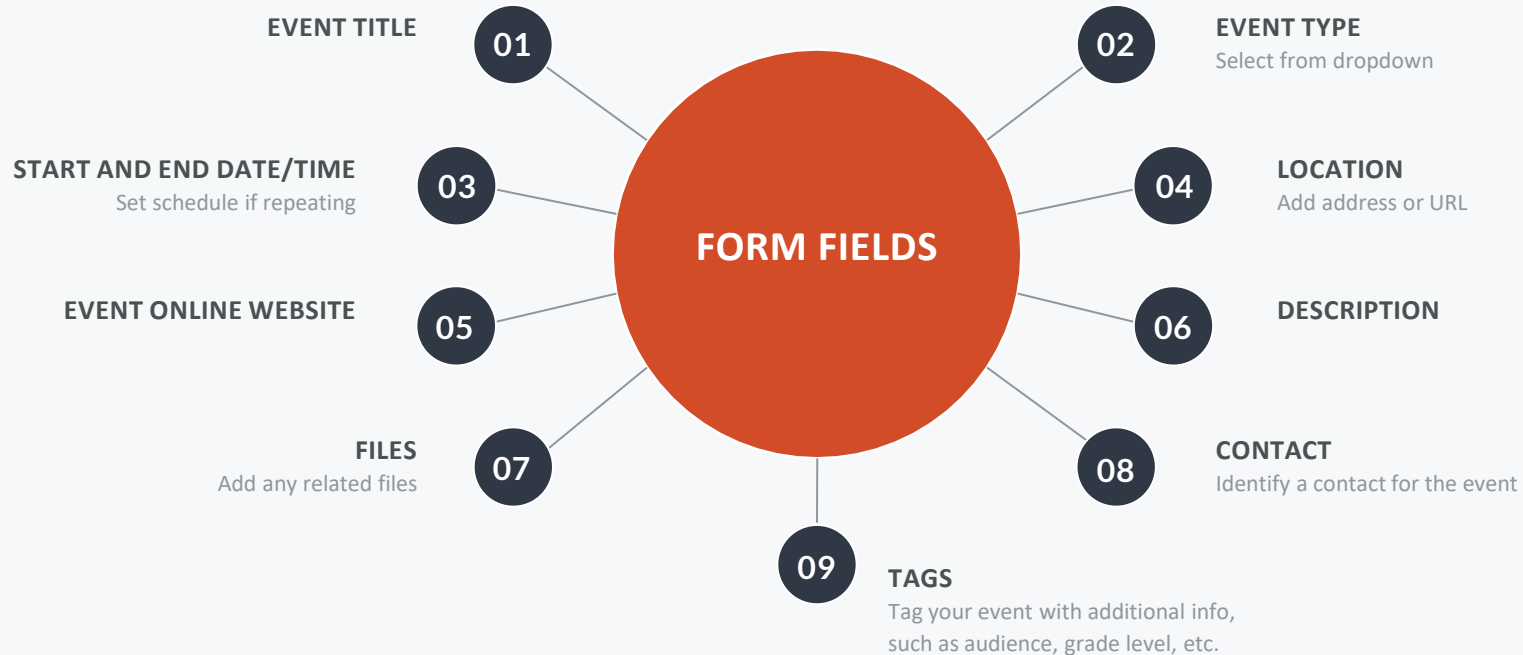 FORM FIELDS
01
EVENT TITLE
02
EVENT TYPE
Select from dropdown
03
START AND END DATE/TIME
Set schedule if repeating
04
LOCATION
Add address or URL
05
EVENT ONLINE WEBSITE
06
DESCRIPTION
07
FILES
Add any related files
08
CONTACT
Identify a contact for the event
09
TAGS
Tag your event with additional info,
such as audience, grade level, etc.